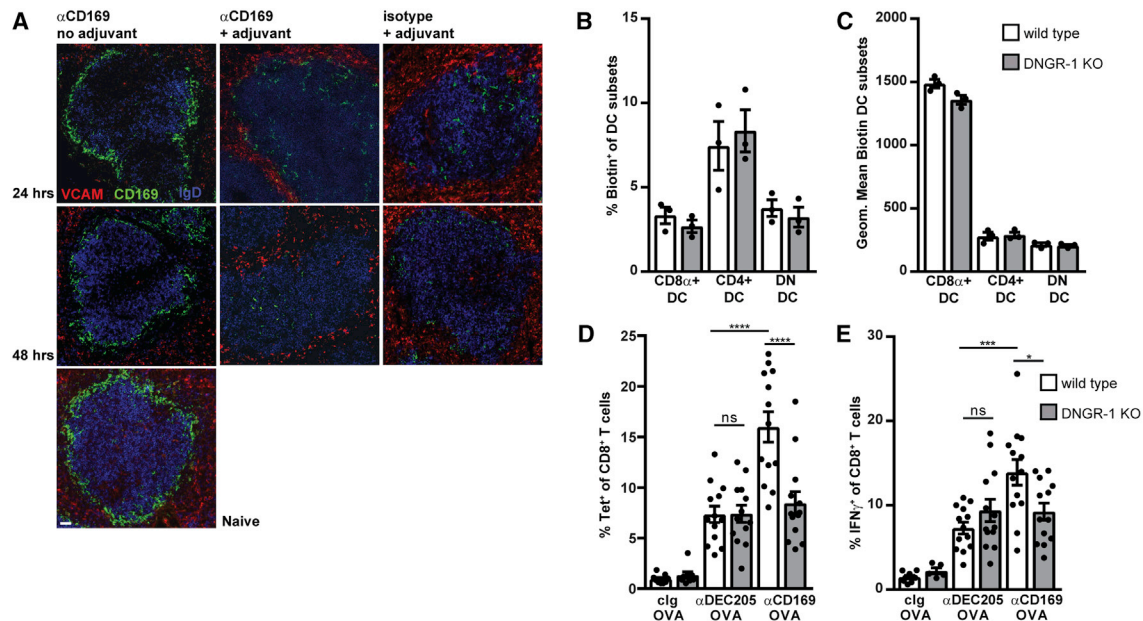 A
αCD169
no adjuvant
αCD169
+ adjuvant
isotype
+ adjuvant
24 hrs
VCAM CD169 IgD
48 hrs
Naive
B
% Biotin⁺ of DC subsets
15
10
5
0
CD8α+
DC
CD4+
DC
DN
DC
C
wild type
DNGR-1 KO
Geom. Mean Biotin DC subsets
2000
1500
1000
500
0
CD8α+
DC
CD4+
DC
DN
DC
D
% Tet⁺ of CD8⁺ T cells
25
20
15
10
5
0
ns
****
****
cIg
OVA
αDEC205
OVA
αCD169
OVA
E
wild type
DNGR-1 KO
% IFNγ⁺ of CD8⁺ T cells
30
20
10
0
ns
***
*
cIg
OVA
αDEC205
OVA
αCD169
OVA